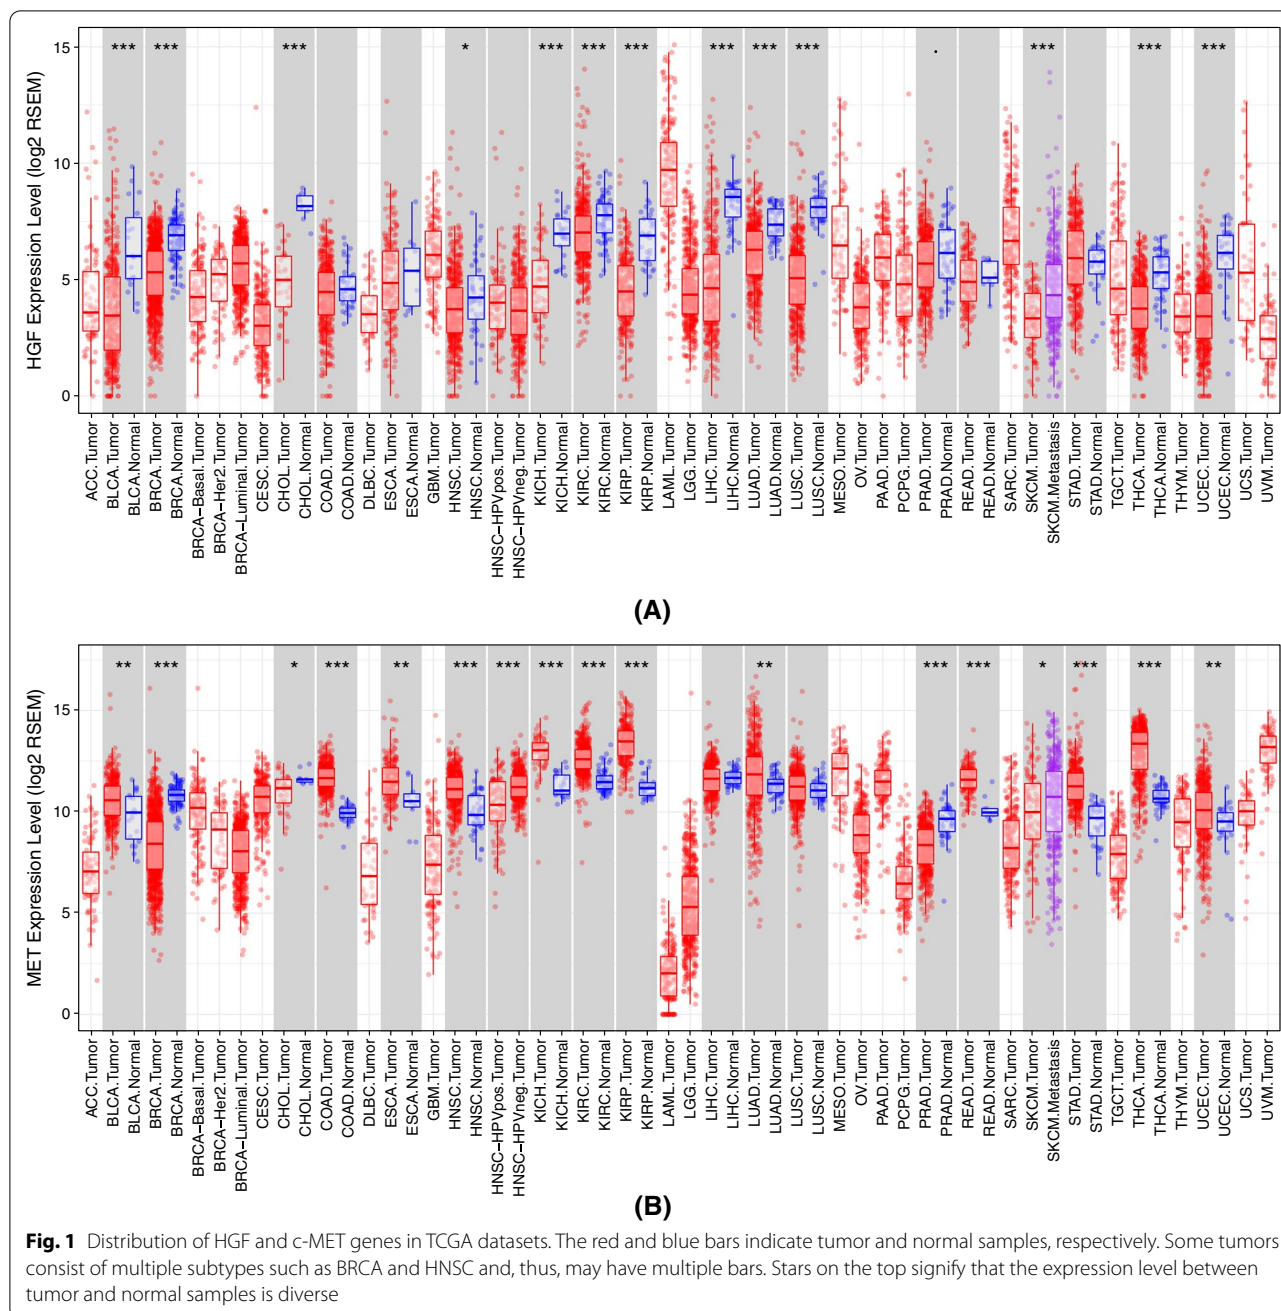 *** *** *** * *** *** *** *** *** *** . *** *** ***
HGF Expression Level (log2 RSEM)
15
10
5
0
ACC.Tumor
BLCA.Tumor
BLCA.Normal
BRCA.Tumor
BRCA.Normal
BRCA−Basal.Tumor
BRCA−Her2.Tumor
BRCA−Luminal.Tumor
CESC.Tumor
CHOL.Tumor
CHOL.Normal
COAD.Tumor
COAD.Normal
DLBC.Tumor
ESCA.Tumor
ESCA.Normal
GBM.Tumor
HNSC.Tumor
HNSC.Normal
HNSC−HPVpos.Tumor
HNSC−HPVneg.Tumor
KICH.Tumor
KICH.Normal
KIRC.Tumor
KIRC.Normal
KIRP.Tumor
KIRP.Normal
LAML.Tumor
LGG.Tumor
LIHC.Tumor
LIHC.Normal
LUAD.Tumor
LUAD.Normal
LUSC.Tumor
LUSC.Normal
MESO.Tumor
OV.Tumor
PAAD.Tumor
PCPG.Tumor
PRAD.Tumor
PRAD.Normal
READ.Tumor
READ.Normal
SARC.Tumor
SKCM.Tumor
SKCM.Metastasis
STAD.Tumor
STAD.Normal
TGCT.Tumor
THCA.Tumor
THCA.Normal
THYM.Tumor
UCEC.Tumor
UCEC.Normal
UCS.Tumor
UVM.Tumor
(A)
** *** * *** ** *** *** *** *** *** ** *** *** * *** *** **
MET Expression Level (log2 RSEM)
15
10
5
0
ACC.Tumor
BLCA.Tumor
BLCA.Normal
BRCA.Tumor
BRCA.Normal
BRCA−Basal.Tumor
BRCA−Her2.Tumor
BRCA−Luminal.Tumor
CESC.Tumor
CHOL.Tumor
CHOL.Normal
COAD.Tumor
COAD.Normal
DLBC.Tumor
ESCA.Tumor
ESCA.Normal
GBM.Tumor
HNSC.Tumor
HNSC.Normal
HNSC−HPVpos.Tumor
HNSC−HPVneg.Tumor
KICH.Tumor
KICH.Normal
KIRC.Tumor
KIRC.Normal
KIRP.Tumor
KIRP.Normal
LAML.Tumor
LGG.Tumor
LIHC.Tumor
LIHC.Normal
LUAD.Tumor
LUAD.Normal
LUSC.Tumor
LUSC.Normal
MESO.Tumor
OV.Tumor
PAAD.Tumor
PCPG.Tumor
PRAD.Tumor
PRAD.Normal
READ.Tumor
READ.Normal
SARC.Tumor
SKCM.Tumor
SKCM.Metastasis
STAD.Tumor
STAD.Normal
TGCT.Tumor
THCA.Tumor
THCA.Normal
THYM.Tumor
UCEC.Tumor
UCEC.Normal
UCS.Tumor
UVM.Tumor
(B)
Fig. 1 Distribution of HGF and c-MET genes in TCGA datasets. The red and blue bars indicate tumor and normal samples, respectively. Some tumors
consist of multiple subtypes such as BRCA and HNSC and, thus, may have multiple bars. Stars on the top signify that the expression level between
tumor and normal samples is diverse